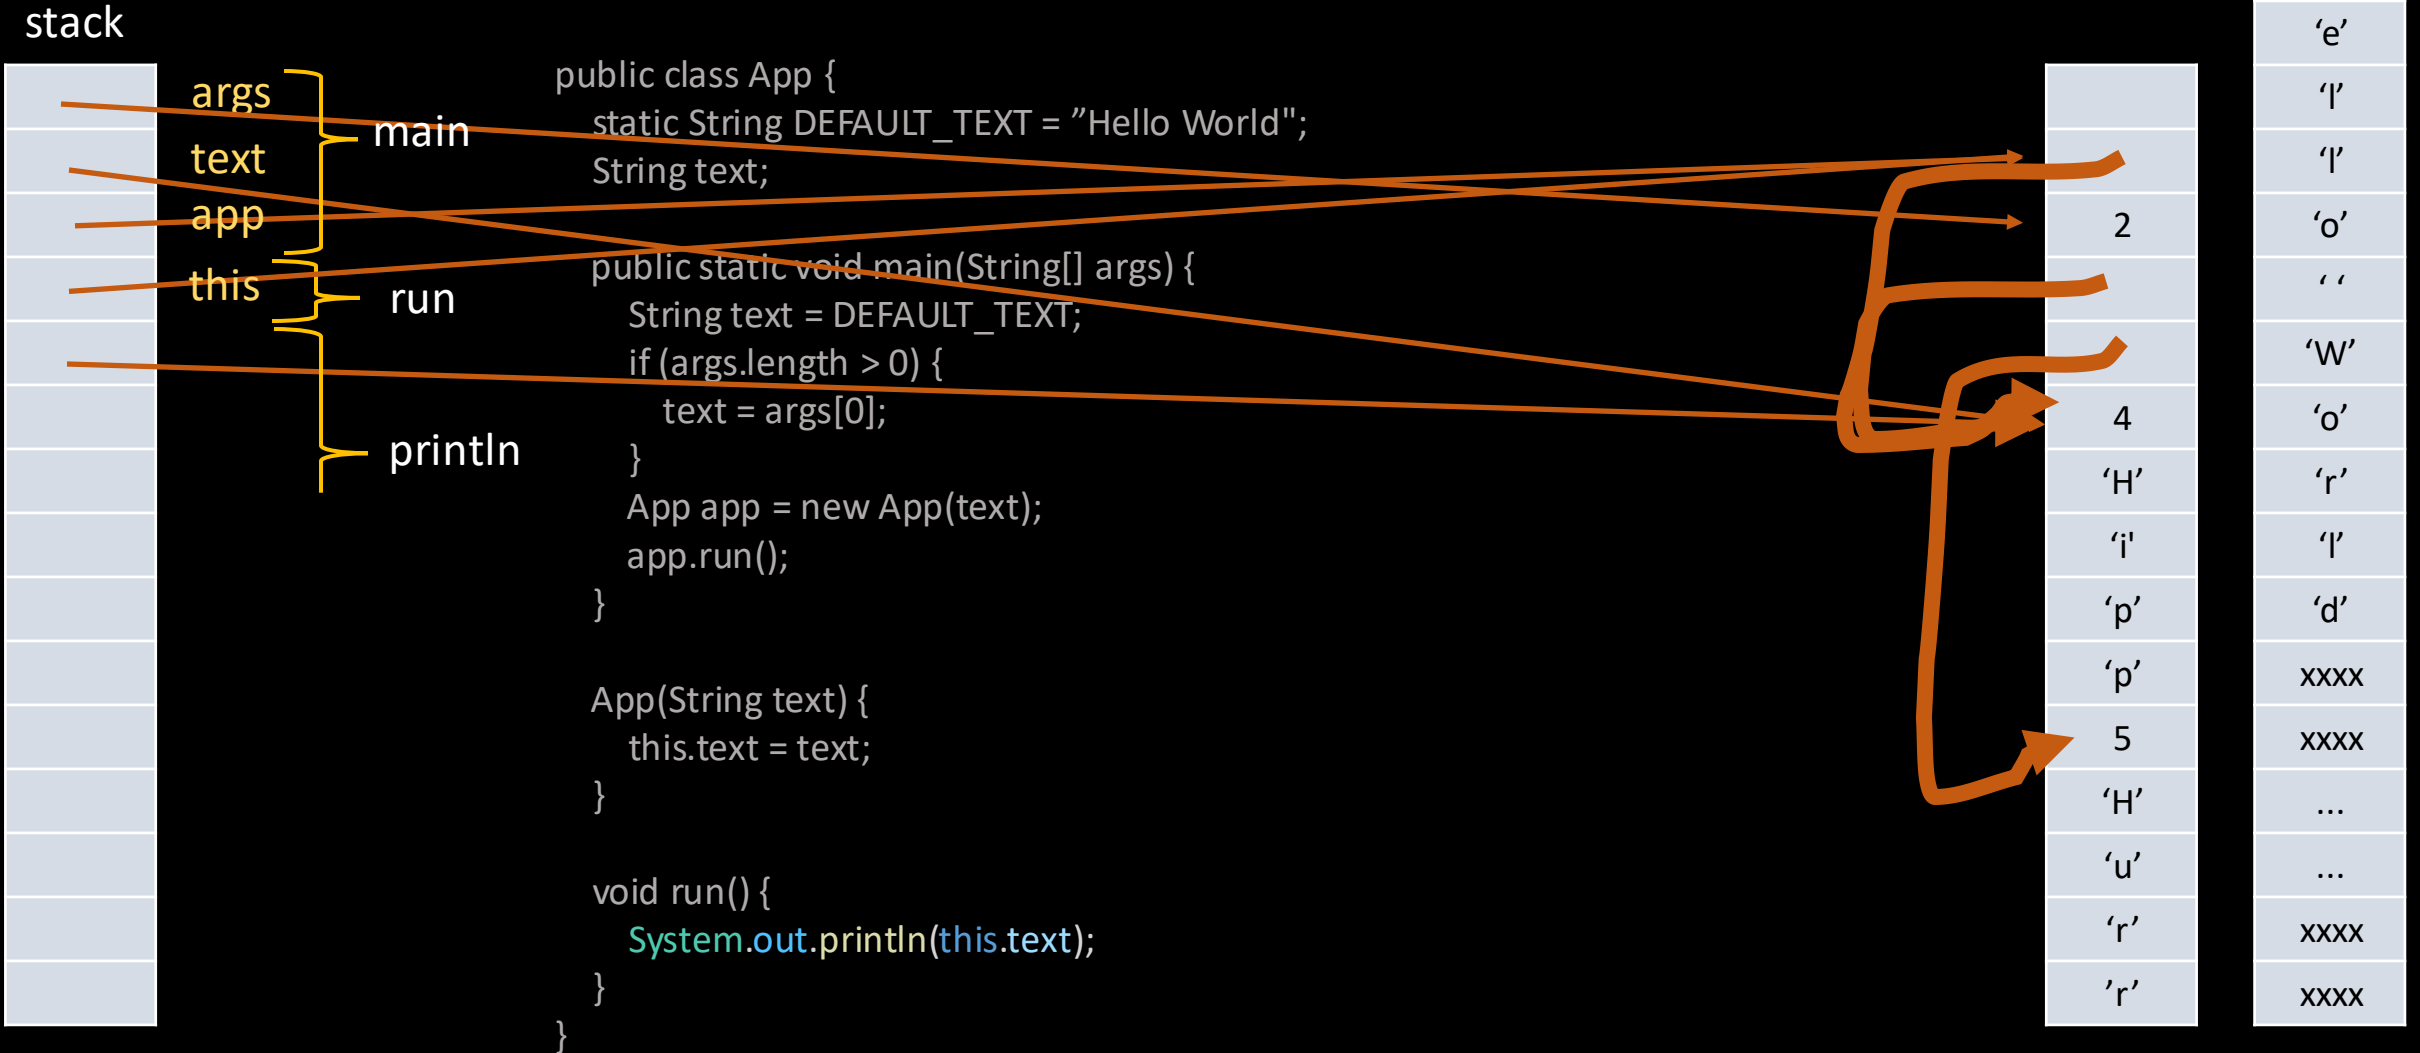 stack
args
text
app
this
main
run
println
public class App {
static String DEFAULT_TEXT = ”Hello World";
String text;
public static void main(String[] args) {
String text = DEFAULT_TEXT;
if (args.length > 0) {
text = args[0];
}
App app = new App(text);
app.run();
}
App(String text) {
this.text = text;
}
void run() {
System.out.println(this.text);
}
}
2
4
‘H’
‘i'
‘p’
‘p’
5
‘H’
‘u’
‘r’
’r’
‘e’
‘l’
‘l’
‘o’
‘ ‘
‘W’
‘o’
‘r’
‘l’
‘d’
xxxx
xxxx
...
...
xxxx
xxxx